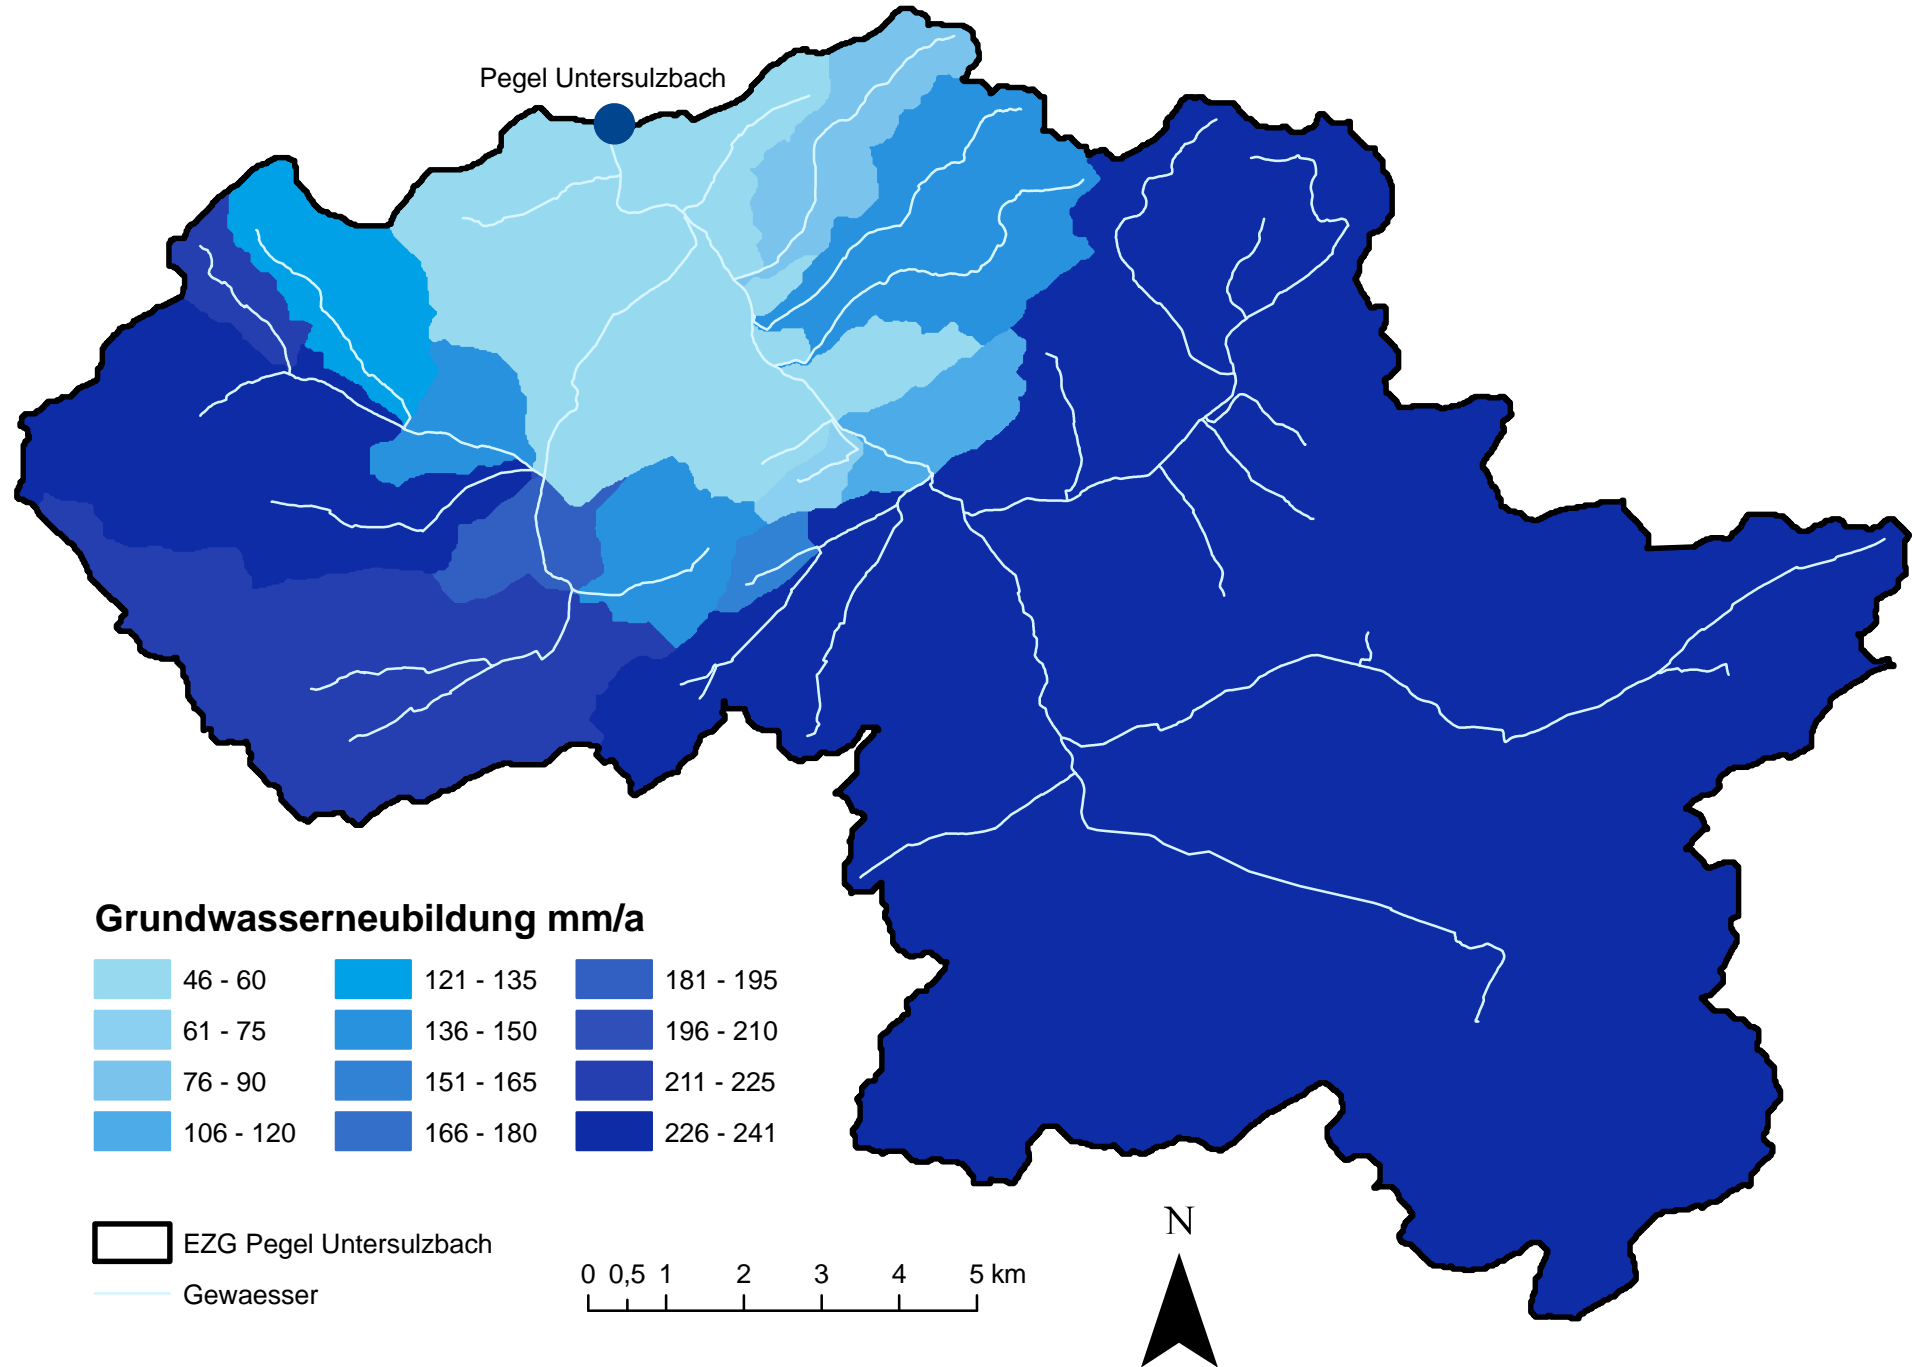 Pegel Untersulzbach
Grundwasserneubildung mm/a
46 - 60
61 - 75
76 - 90
106 - 120
121 - 135
136 - 150
151 - 165
166 - 180
181 - 195
196 - 210
211 - 225
226 - 241
EZG Pegel Untersulzbach
Gewaesser
0 0,5 1 2 3 4 5 km
N